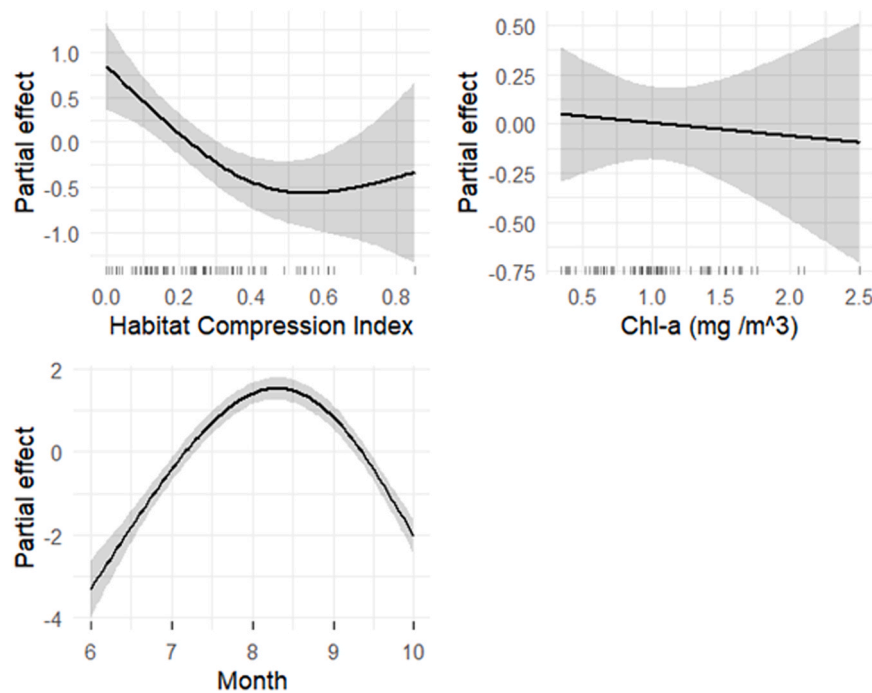 Partial effect
1.0
0.5
0.0
-0.5
-1.0
0.0 0.2 0.4 0.6 0.8
Habitat Compression Index
Partial effect
0.50
0.25
0.00
-0.25
-0.50
-0.75
0.5 1.0 1.5 2.0 2.5
Chl-a (mg /m^3)
Partial effect
2
0
-2
-4
6 7 8 9 10
Month